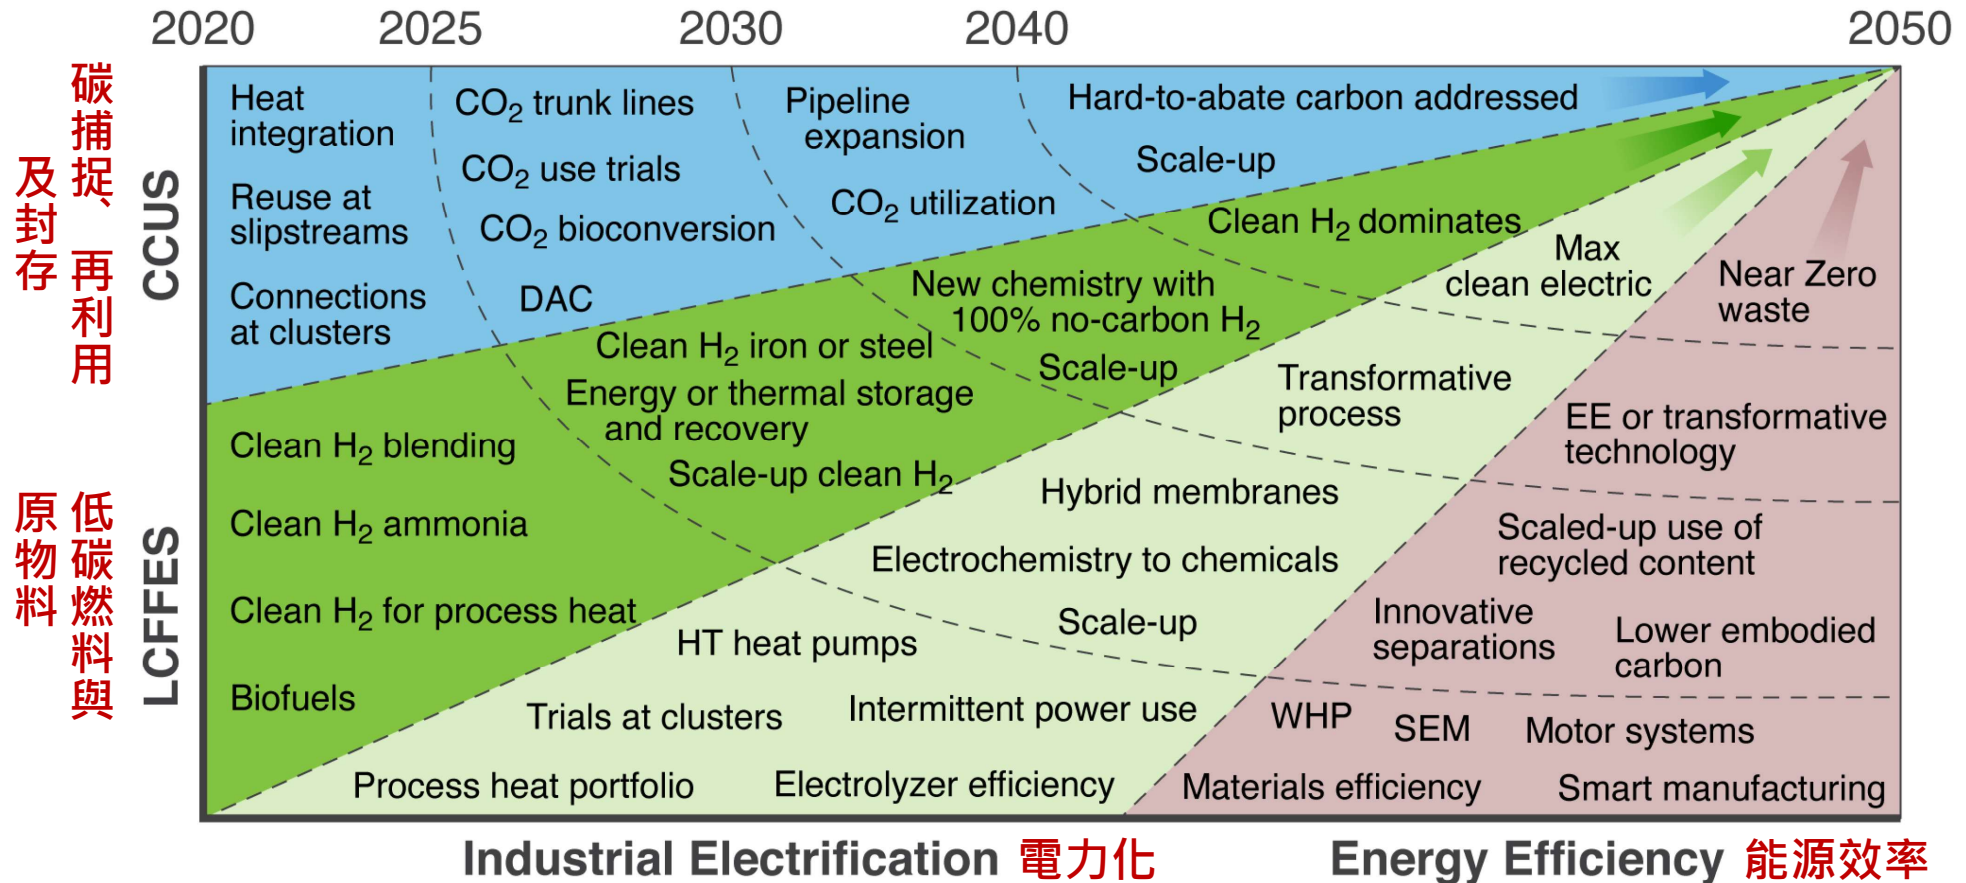 2020 2025 2030 2040 2050
碳捕捉、再利用
及封存
CCUS
低碳燃料與
原物料
LCFFES
Heat
integration
Reuse at
slipstreams
Connections
at clusters
CO₂ trunk lines
CO₂ use trials
CO₂ bioconversion
DAC
Pipeline
expansion
CO₂ utilization
Hard-to-abate carbon addressed
Scale-up
Clean H₂ blending
Clean H₂ ammonia
Clean H₂ for process heat
Biofuels
Clean H₂ iron or steel
Energy or thermal storage
and recovery
Scale-up clean H₂
New chemistry with
100% no-carbon H₂
Scale-up
Clean H₂ dominates
HT heat pumps
Trials at clusters
Intermittent power use
Process heat portfolio
Electrolyzer efficiency
Hybrid membranes
Electrochemistry to chemicals
Scale-up
Transformative
process
Max
clean electric
WHP
SEM
Motor systems
Materials efficiency
Smart manufacturing
Scaled-up use of
recycled content
Innovative
separations
Lower embodied
carbon
EE or transformative
technology
Near Zero
waste
Industrial Electrification 電力化
Energy Efficiency 能源效率